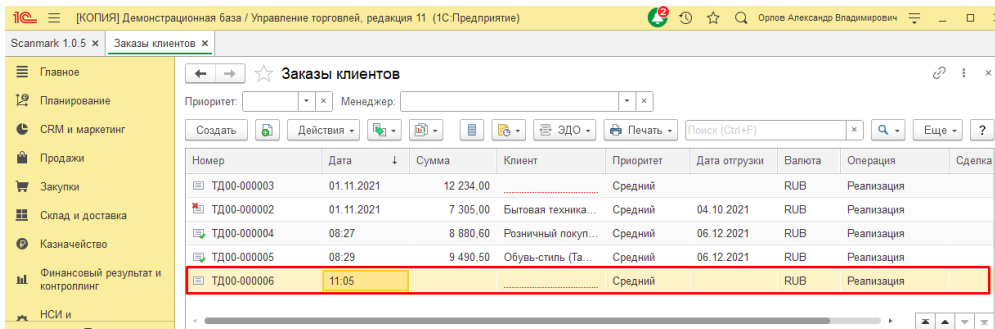 [КОПИЯ] Демонстрационная база / Управление торговлей, редакция 11 (1С:Предприятие) 2 Орлов Александр Владимирович
Scanmark 1.0.5 × Заказы клиентов ×
Главное
Планирование
CRM и маркетинг
Продажи
Закупки
Склад и доставка
Казначейство
Финансовый результат и
контроллинг
НСИ и
Заказы клиентов
Приоритет: Менеджер:
Создать Действия ЭДО Печать Поиск (Ctrl+F) × Еще ?
Номер Дата ↓ Сумма Клиент Приоритет Дата отгрузки Валюта Операция Сделка
ТД00-000003 01.11.2021 12 234,00 Средний RUB Реализация
ТД00-000002 01.11.2021 7 305,00 Бытовая техника... Средний 04.10.2021 RUB Реализация
ТД00-000004 08:27 8 880,60 Розничный покуп... Средний 06.12.2021 RUB Реализация
ТД00-000005 08:29 9 490,50 Обувь-стиль (Та... Средний 06.12.2021 RUB Реализация
ТД00-000006 11:05 Средний RUB Реализация